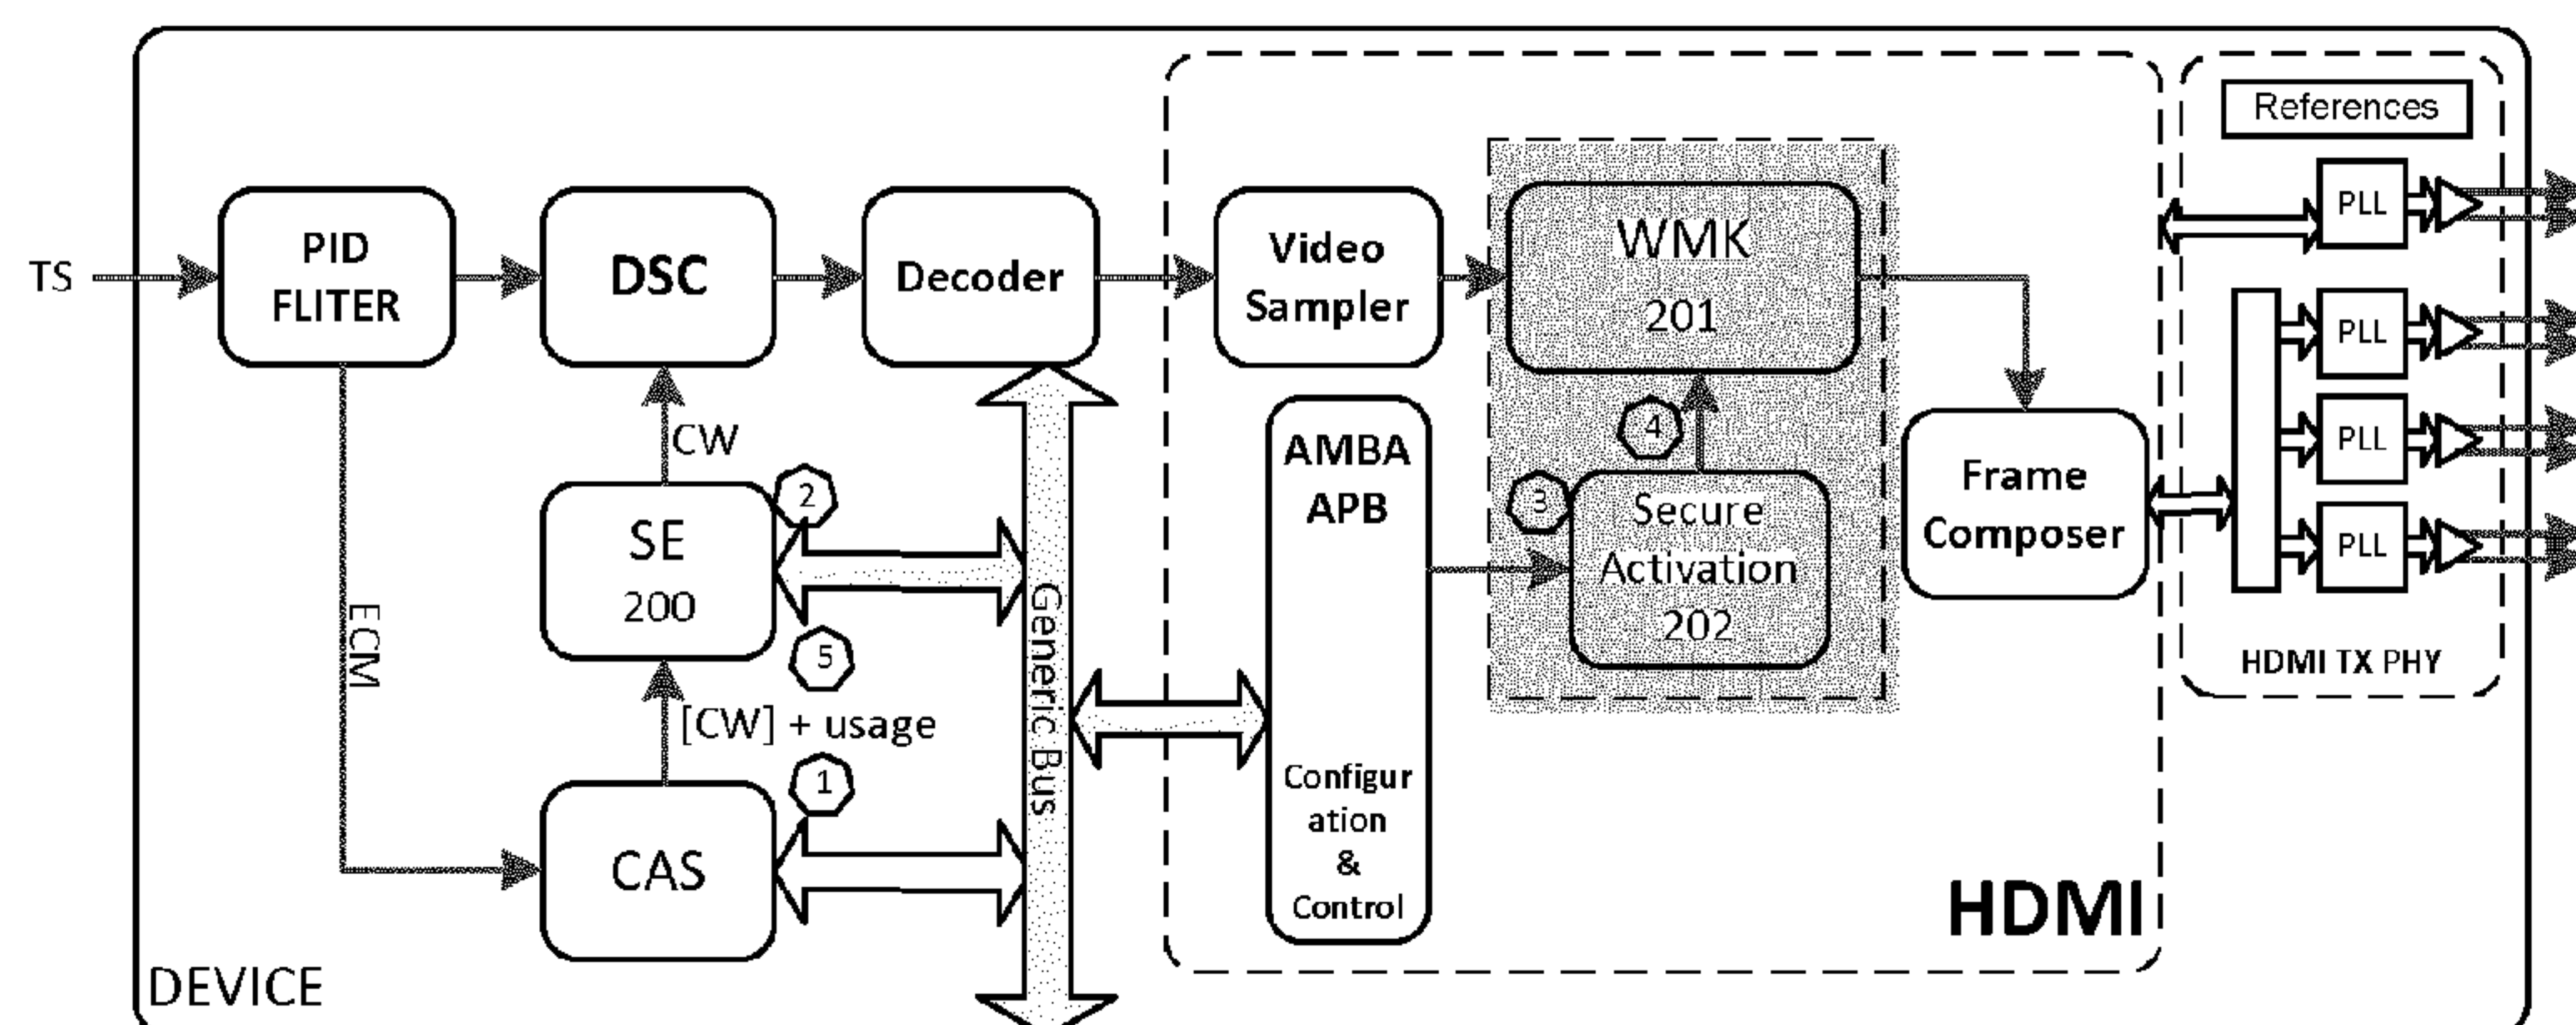 References
PLL
TS
PID
FLITER
DSC
Decoder
Video
Sampler
WMK
201
PLL
CW
4
AMBA
APB
PLL
2
3
Secure
Activation
202
Frame
Composer
SE
200
PLL
ECM
5
Generic Bus
HDMI TX PHY
[CW] + usage
1
Configur
ation
&
Control
CAS
HDMI
DEVICE